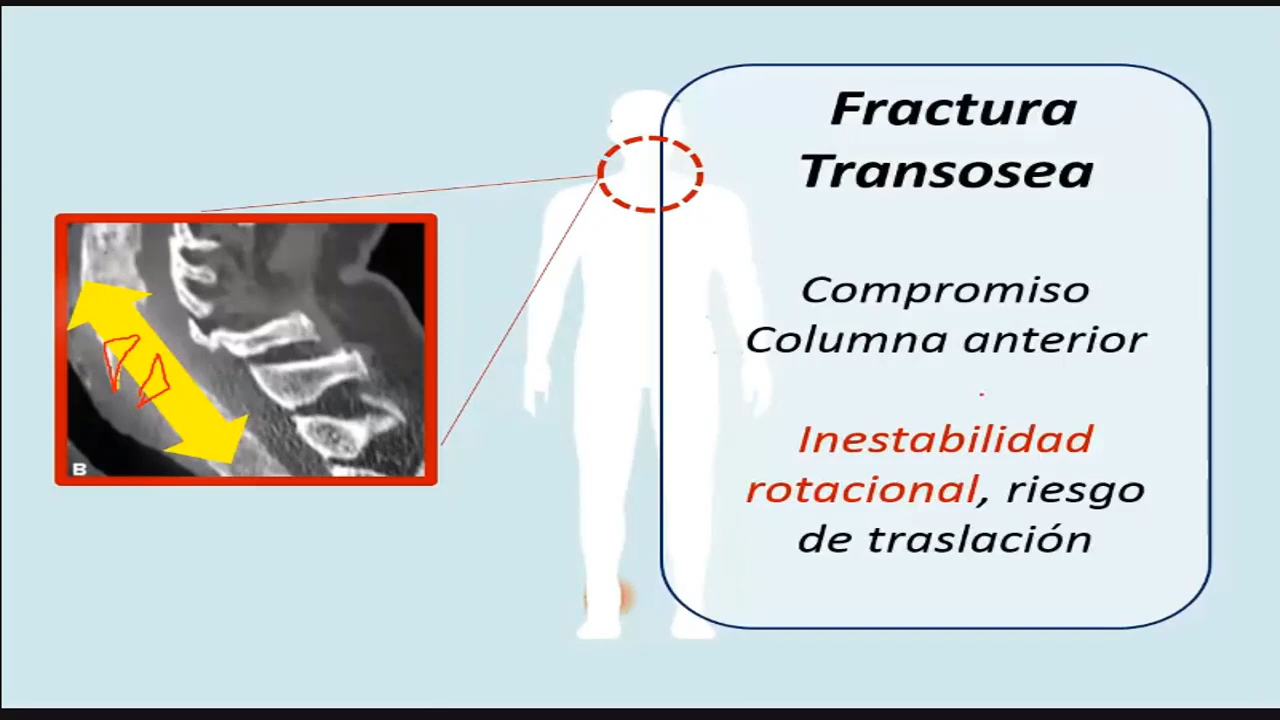 Fractura
Transosea
Compromiso
Columna anterior
Inestabilidad
rotacional, riesgo
de traslación
B